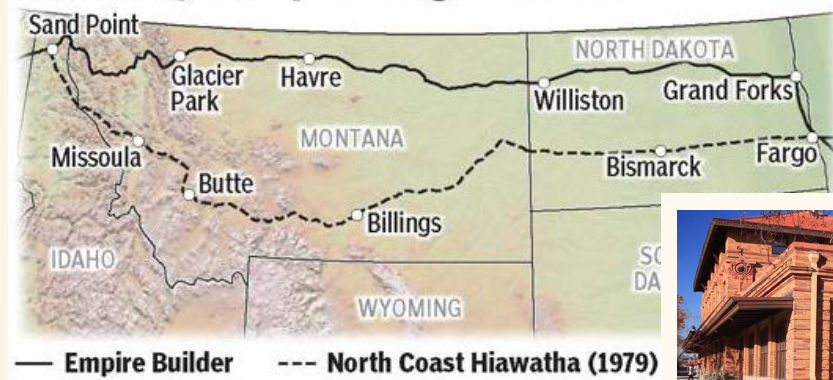 Sand Point
NORTH DAKOTA
Glacier
Park
Havre
Williston
Grand Forks
MONTANA
Missoula
Bismarck
Fargo
Butte
Billings
IDAHO
WYOMING
— Empire Builder --- North Coast Hiawatha (1979)